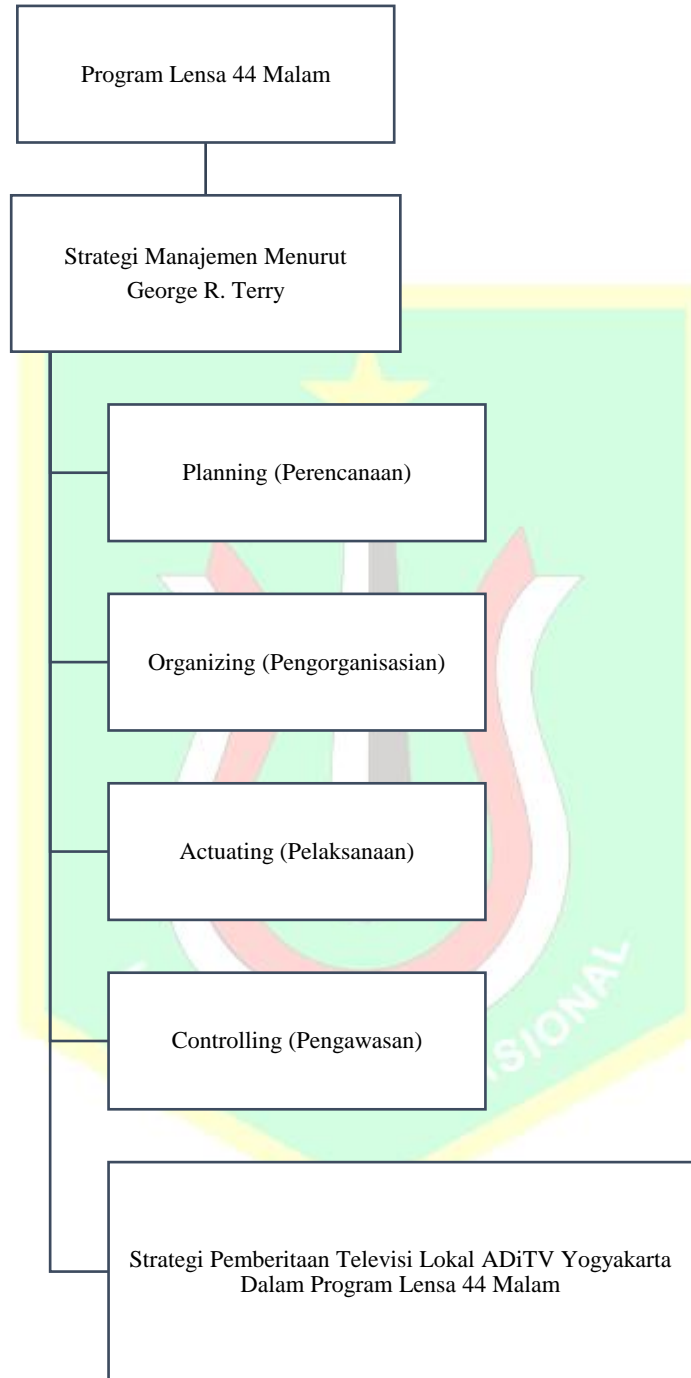 Program Lensa 44 Malam
Strategi Manajemen Menurut
George R. Terry
Planning (Perencanaan)
Organizing (Pengorganisasian)
Actuating (Pelaksanaan)
Controlling (Pengawasan)
Strategi Pemberitaan Televisi Lokal ADiTV Yogyakarta
Dalam Program Lensa 44 Malam